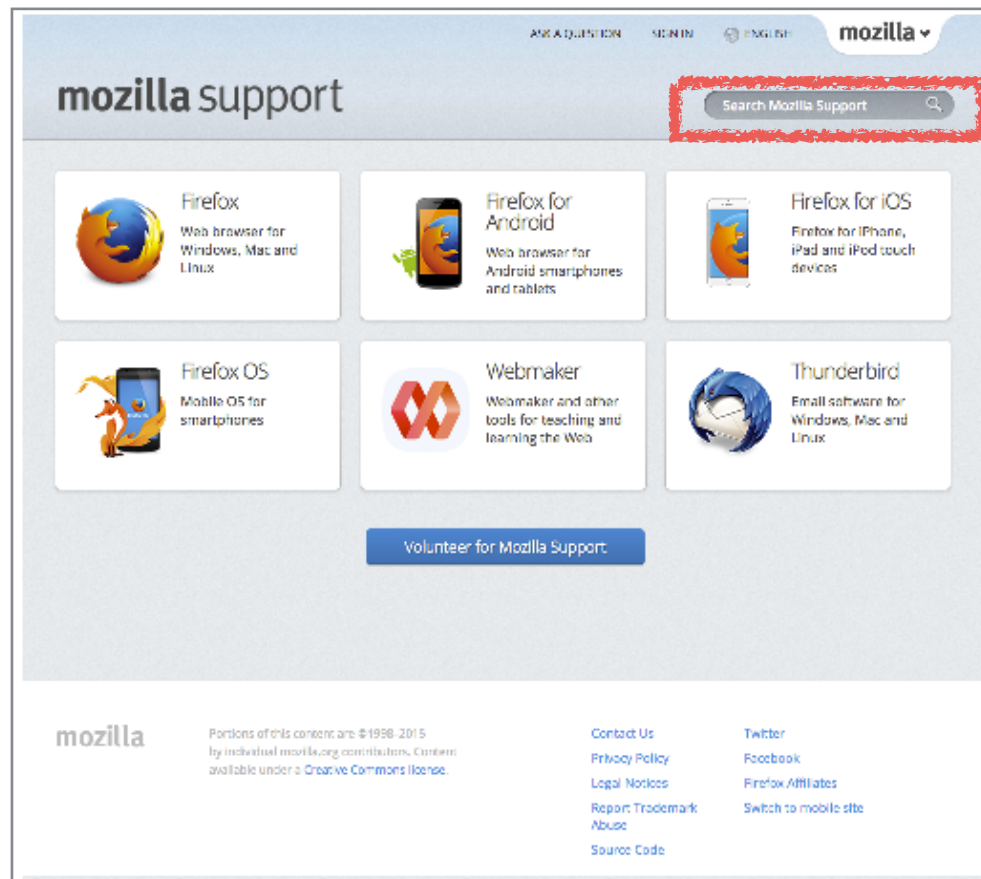 ASK A QUESTION SIGN IN ENGLISH mozilla
mozilla support
Search Mozilla Support
Firefox
Web browser for
Windows, Mac and
Linux
Firefox for
Android
Web browser for
Android smartphones
and tablets
Firefox for iOS
Firefox for iPhone,
iPad and iPod touch
devices
Firefox OS
Mobile OS for
smartphones
Webmaker
Webmaker and other
tools for teaching and
learning the Web
Thunderbird
Email software for
Windows, Mac and
Linux
Volunteer for Mozilla Support
mozilla
Portions of this content are ©1998–2015
by individual mozilla.org contributors. Content
available under a Creative Commons license.
Contact Us
Privacy Policy
Legal Notices
Report Trademark
Abuse
Source Code
Twitter
Facebook
Firefox Affiliates
Switch to mobile site